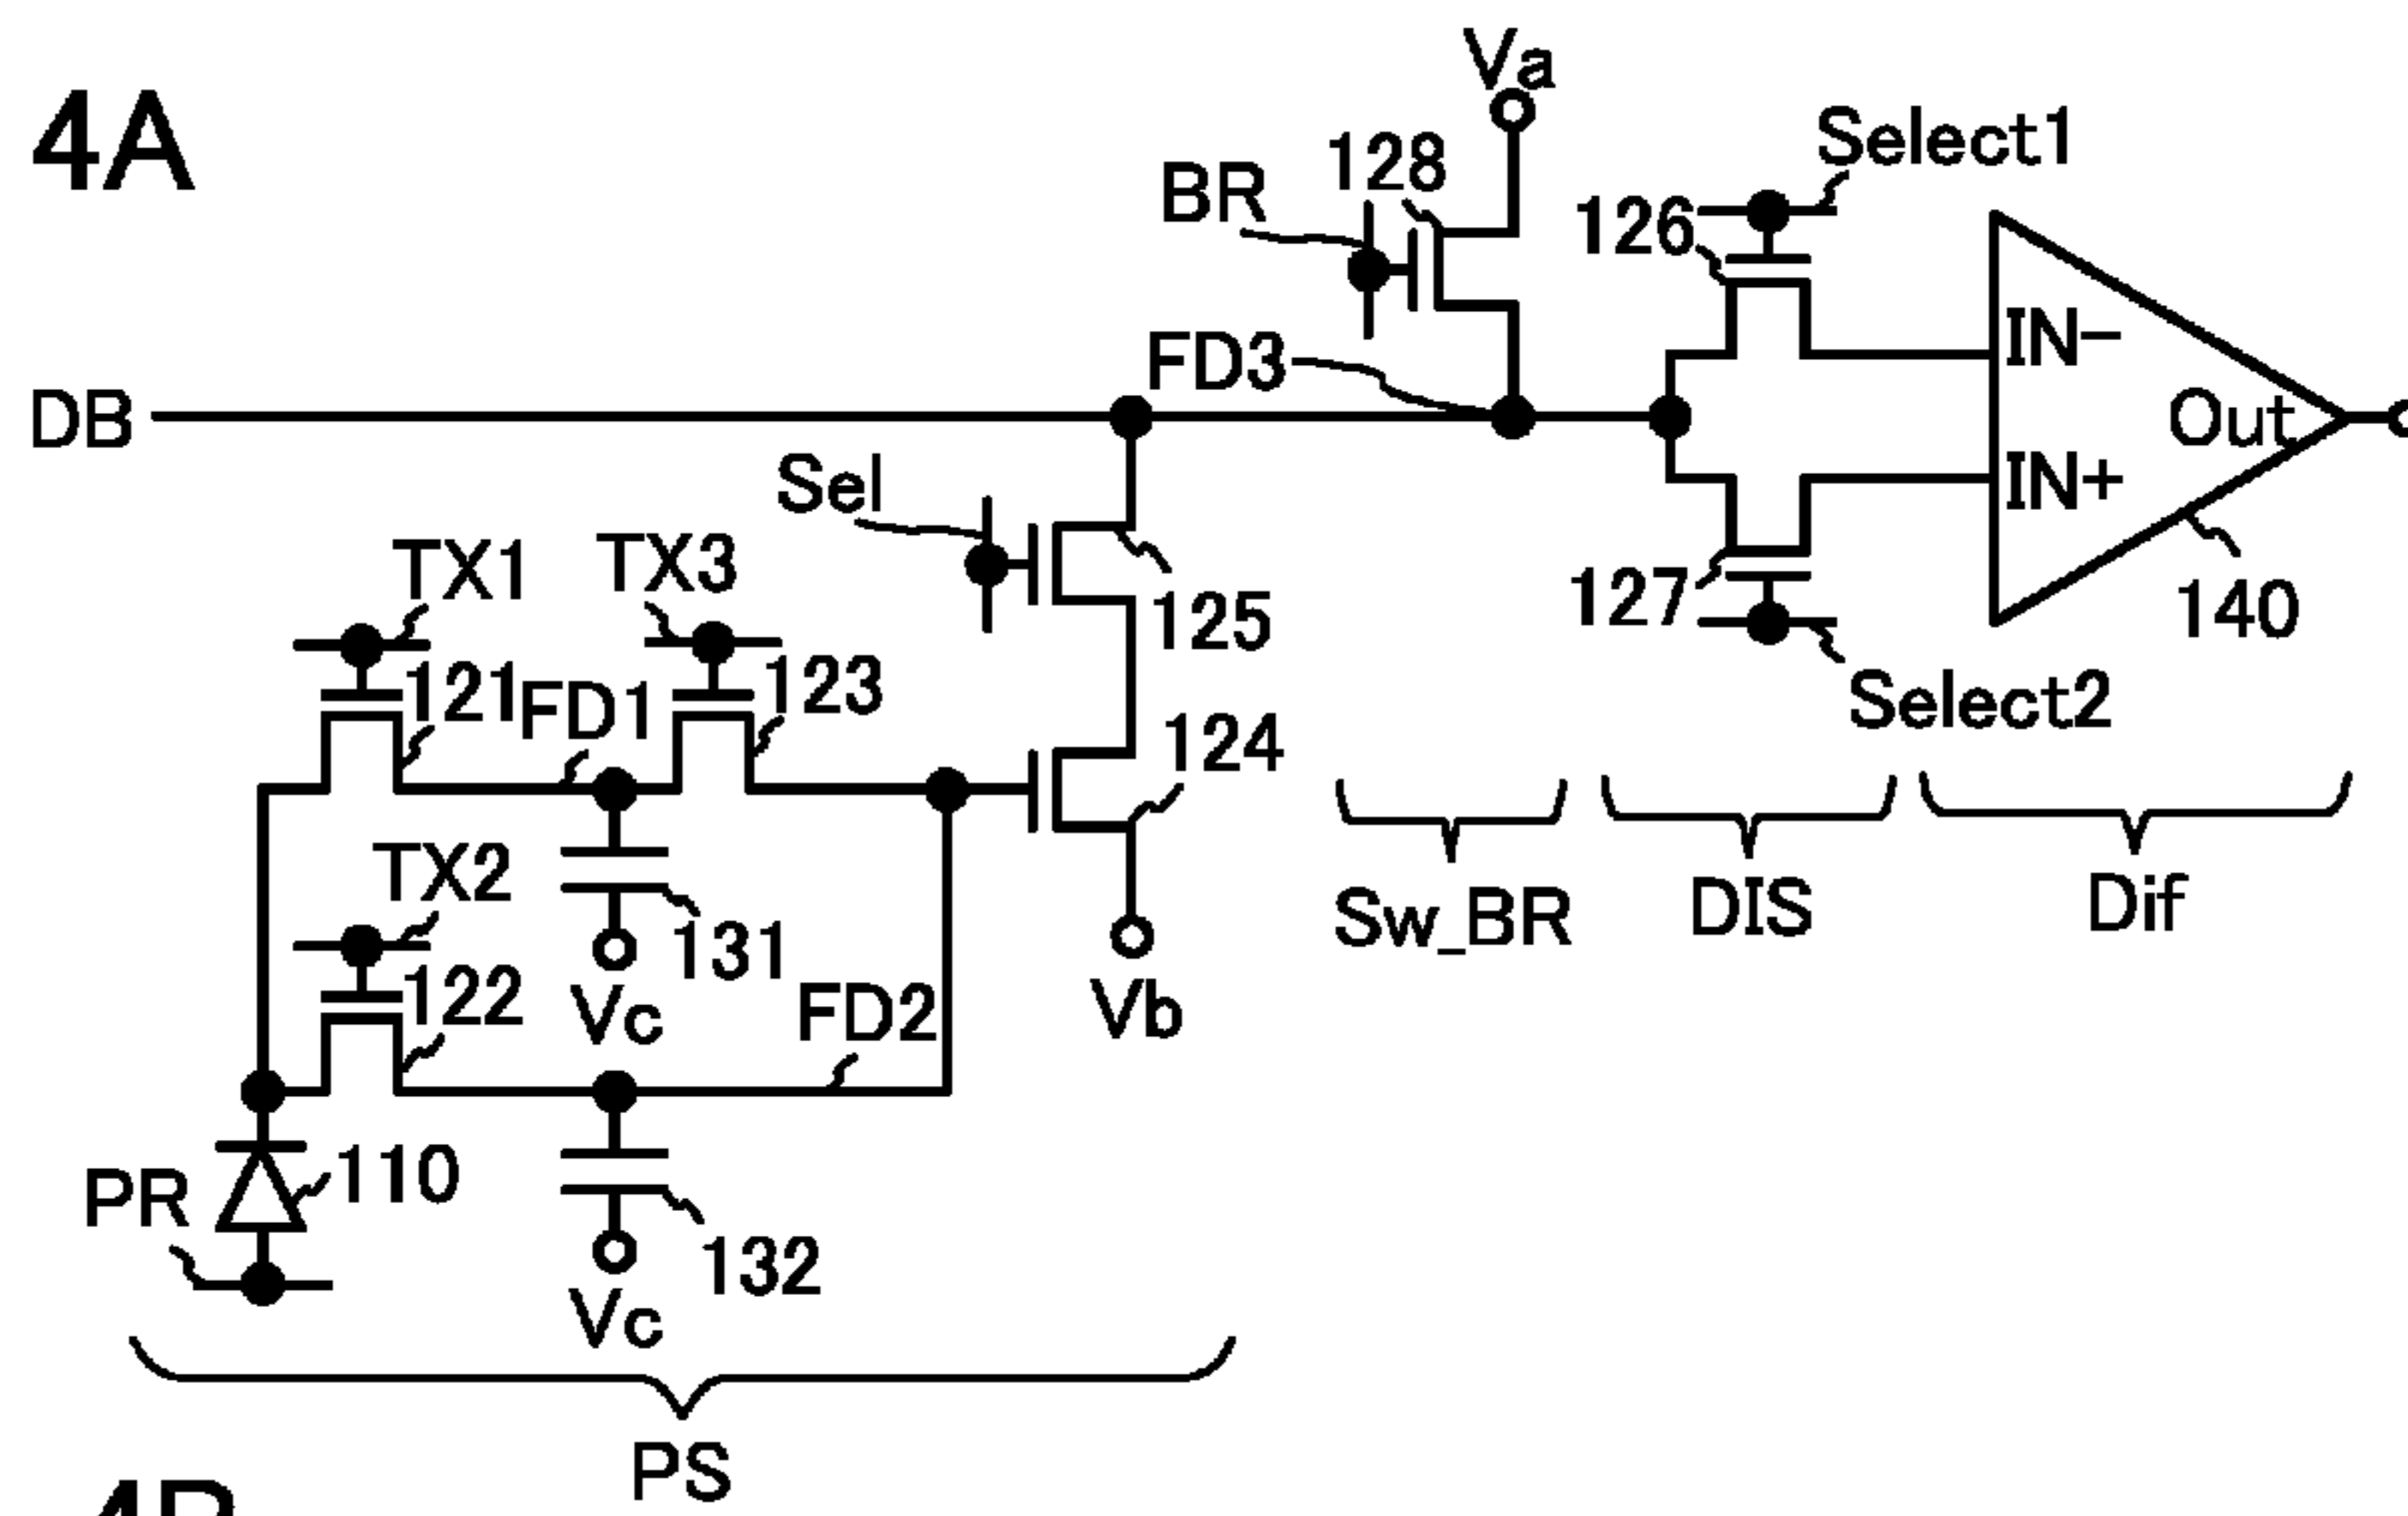 4A
Va
Select1
128
BR
126
IN-
FD3
DB
Out
Sel
IN+
TX1
TX3
127
125
140
121
FD1
123
Select2
124
TX2
131
122
Vc
FD2
Vb
Sw_BR
DIS
Dif
PR
110
132
Vc
PS